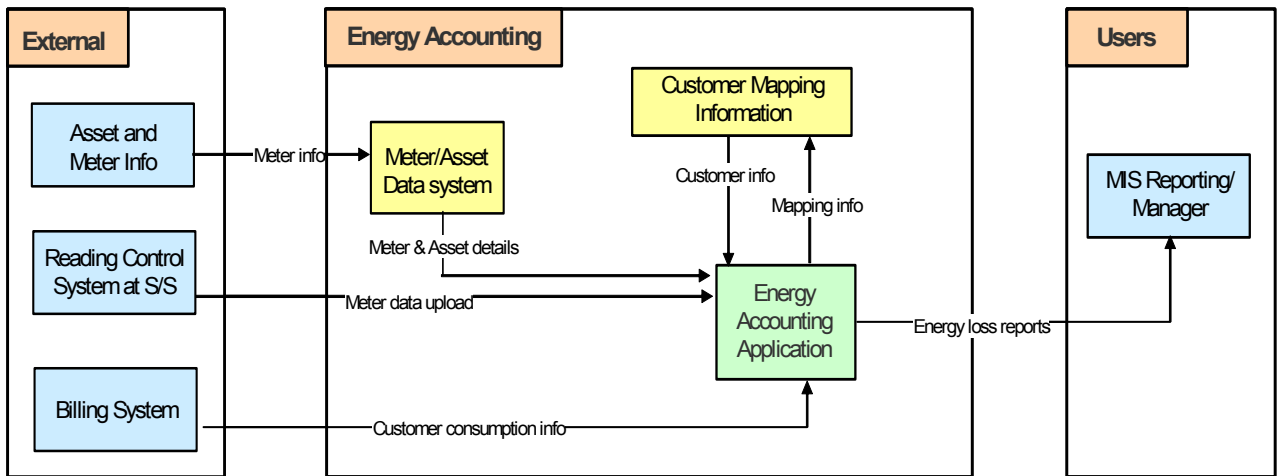 External
Energy Accounting
Users
Asset and
Meter Info
Meter info
Meter/Asset
Data system
Customer Mapping
Information
Customer info
Mapping info
MIS Reporting/
Manager
Reading Control
System at S/S
Meter & Asset details
Meter data upload
Energy
Accounting
Application
Energy loss reports
Billing System
Customer consumption info